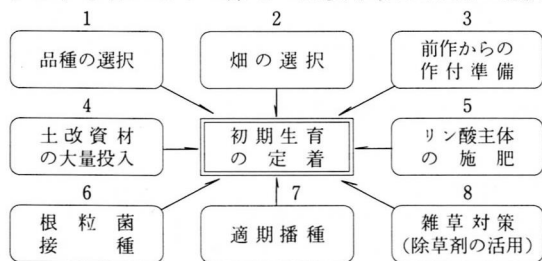 1
2
3
品種の選択
畑の選択
前作からの
作付準備
4
5
土改資材
の大量投入
初期生育
の定着
リン酸主体
の施肥
6
7
8
根粒菌
接種
適期播種
雑草対策
(除草剤の活用)